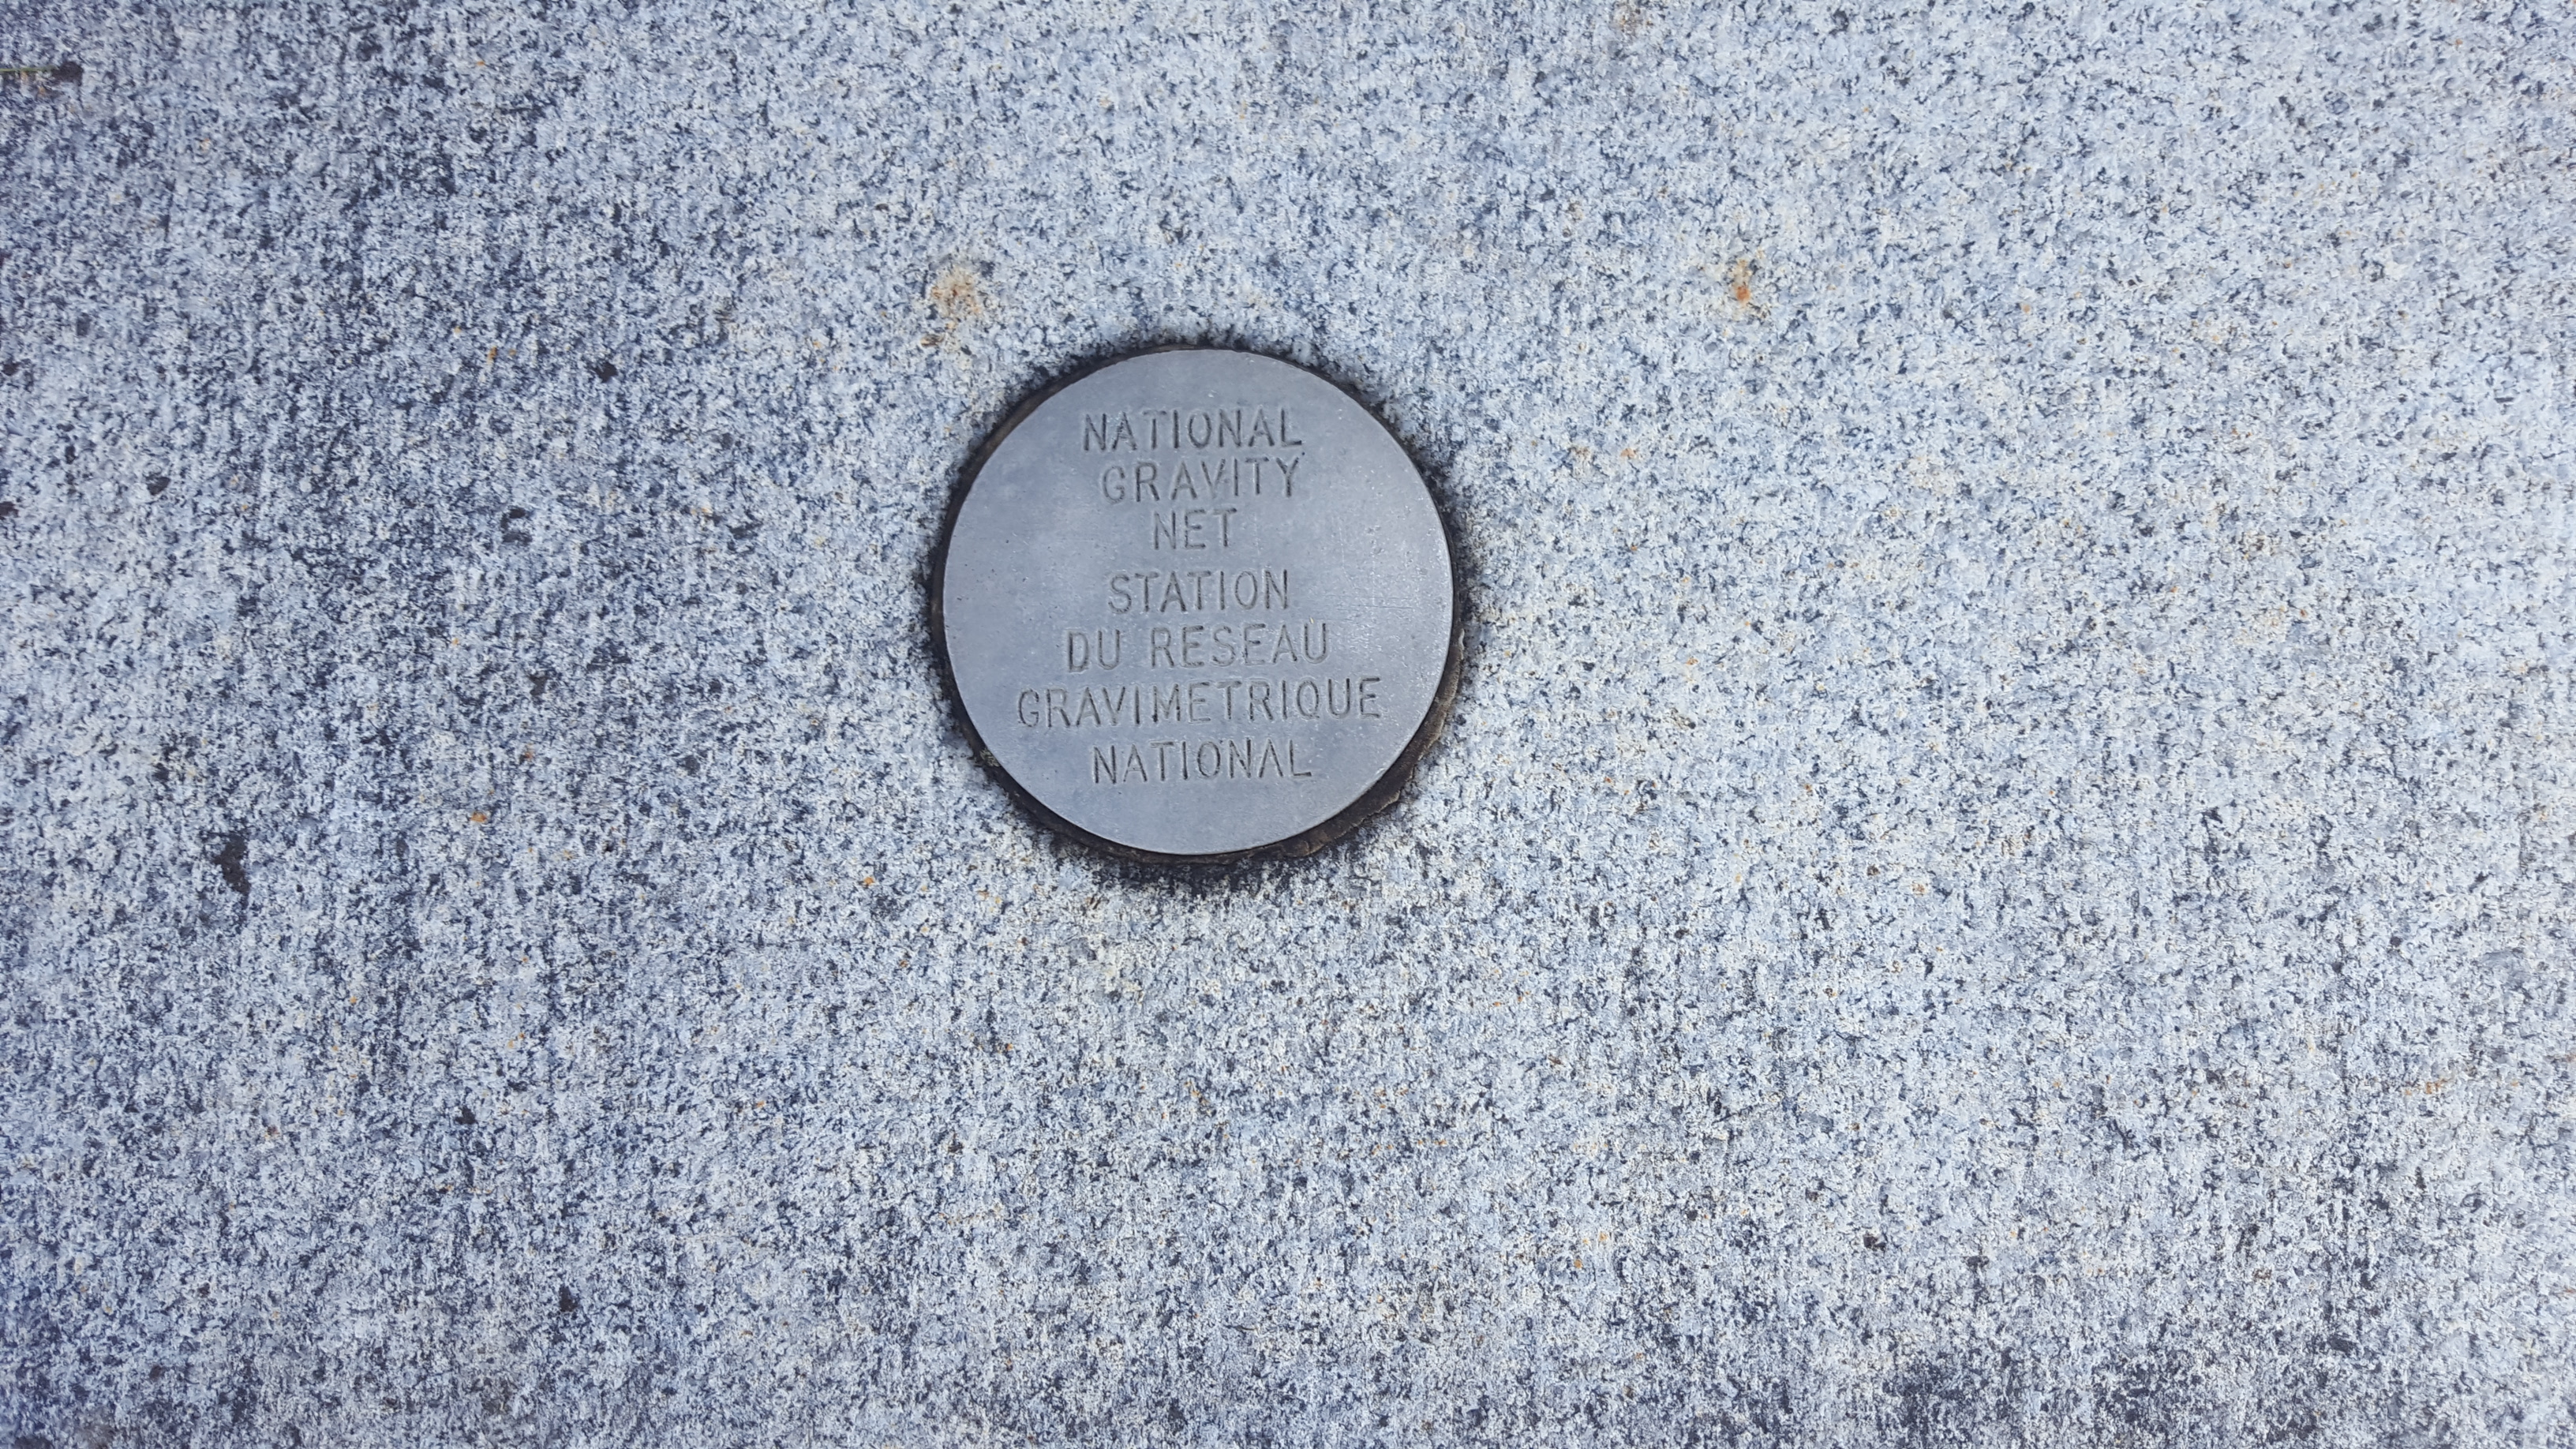 NATIONAL
GRAVITY
NET
STATION
DU RESEAU
GRAVIMETRIQUE
NATIONAL